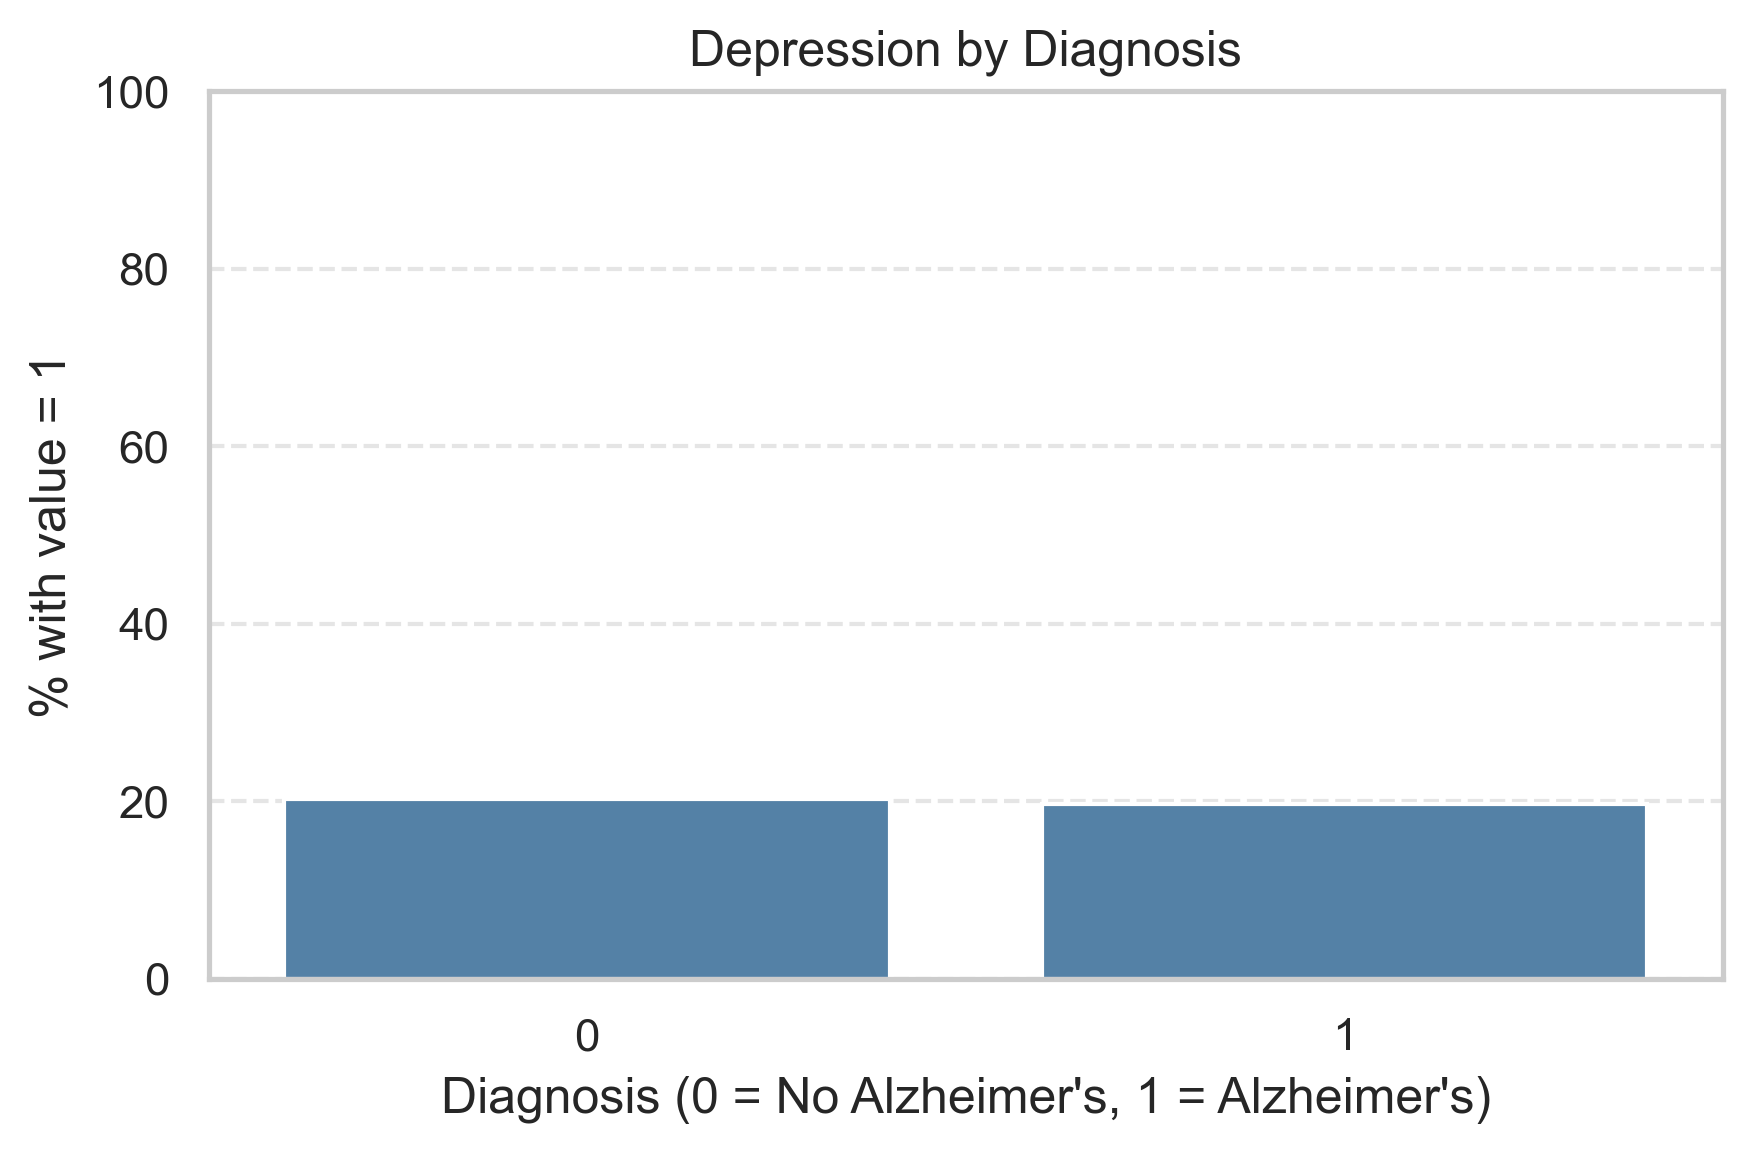 Depression by Diagnosis
% with value = 1
100
80
60
40
20
0
0 1
Diagnosis (0 = No Alzheimer's, 1 = Alzheimer's)